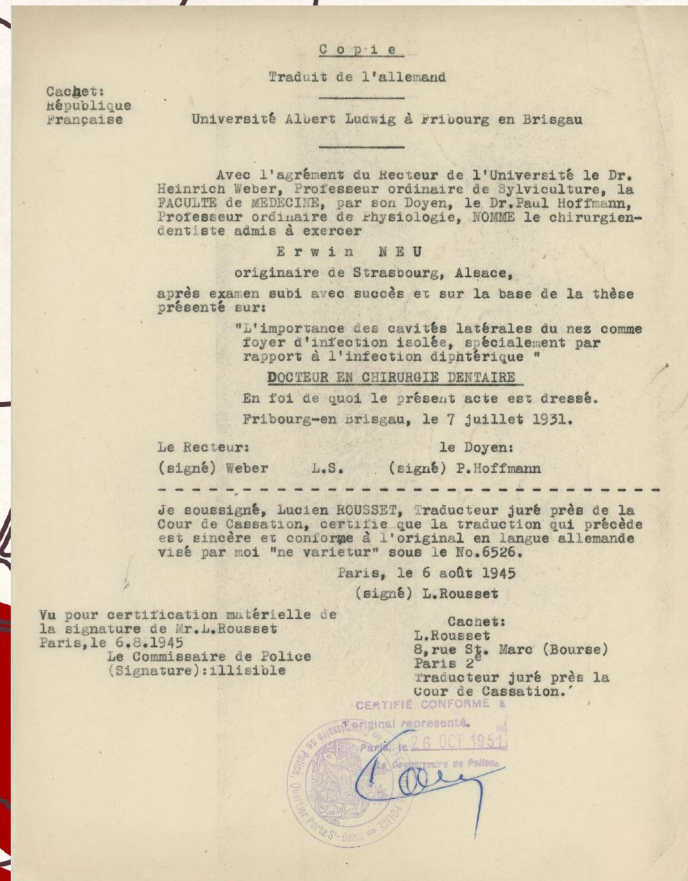 Copie
Traduit de l'allemand
Cachet:
République
Française
Université Albert Ludwig à Fribourg en Brisgau
Avec l'agrément du Recteur de l'Université le Dr.
Heinrich Weber, Professeur ordinaire de Sylviculture, la
FACULTE de MEDECINE, par son Doyen, le Dr.Paul Hoffmann,
Professeur ordinaire de Physiologie, NOMME le chirurgien-
dentiste admis à exercer
Erwin NEU
originaire de Strasbourg, Alsace,
après examen subi avec succès et sur la base de la thèse
présenté sur:
"L'importance des cavités latérales du nez comme
foyer d'infection isolée, spécialement par
rapport à l'infection diphtérique "
DOCTEUR EN CHIRURGIE DENTAIRE
En foi de quoi le présent acte est dressé.
Fribourg-en Brisgau, le 7 juillet 1931.
Le Recteur: le Doyen:
(signé) Weber L.S. (signé) P.Hoffmann
Je soussigné, Lucien ROUSSET, Traducteur juré près de la
Cour de Cassation, certifie que la traduction qui précède
est sincère et conforme à l'original en langue allemande
visé par moi "ne varietur" sous le No.6526.
Paris, le 6 août 1945
(signé) L.Rousset
Vu pour certification matérielle de
la signature de Mr.L.Rousset
Paris,le 6.8.1945
Le Commissaire de Police
(Signature):illisible
Cachet:
L.Rousset
8,rue St. Marc (Bourse)
Paris 2e
Traducteur juré près la
Cour de Cassation.
CERTIFIÉ CONFORME à
l'original représenté.
Paris, le 26 OCT 1951
Le Commissaire de Police